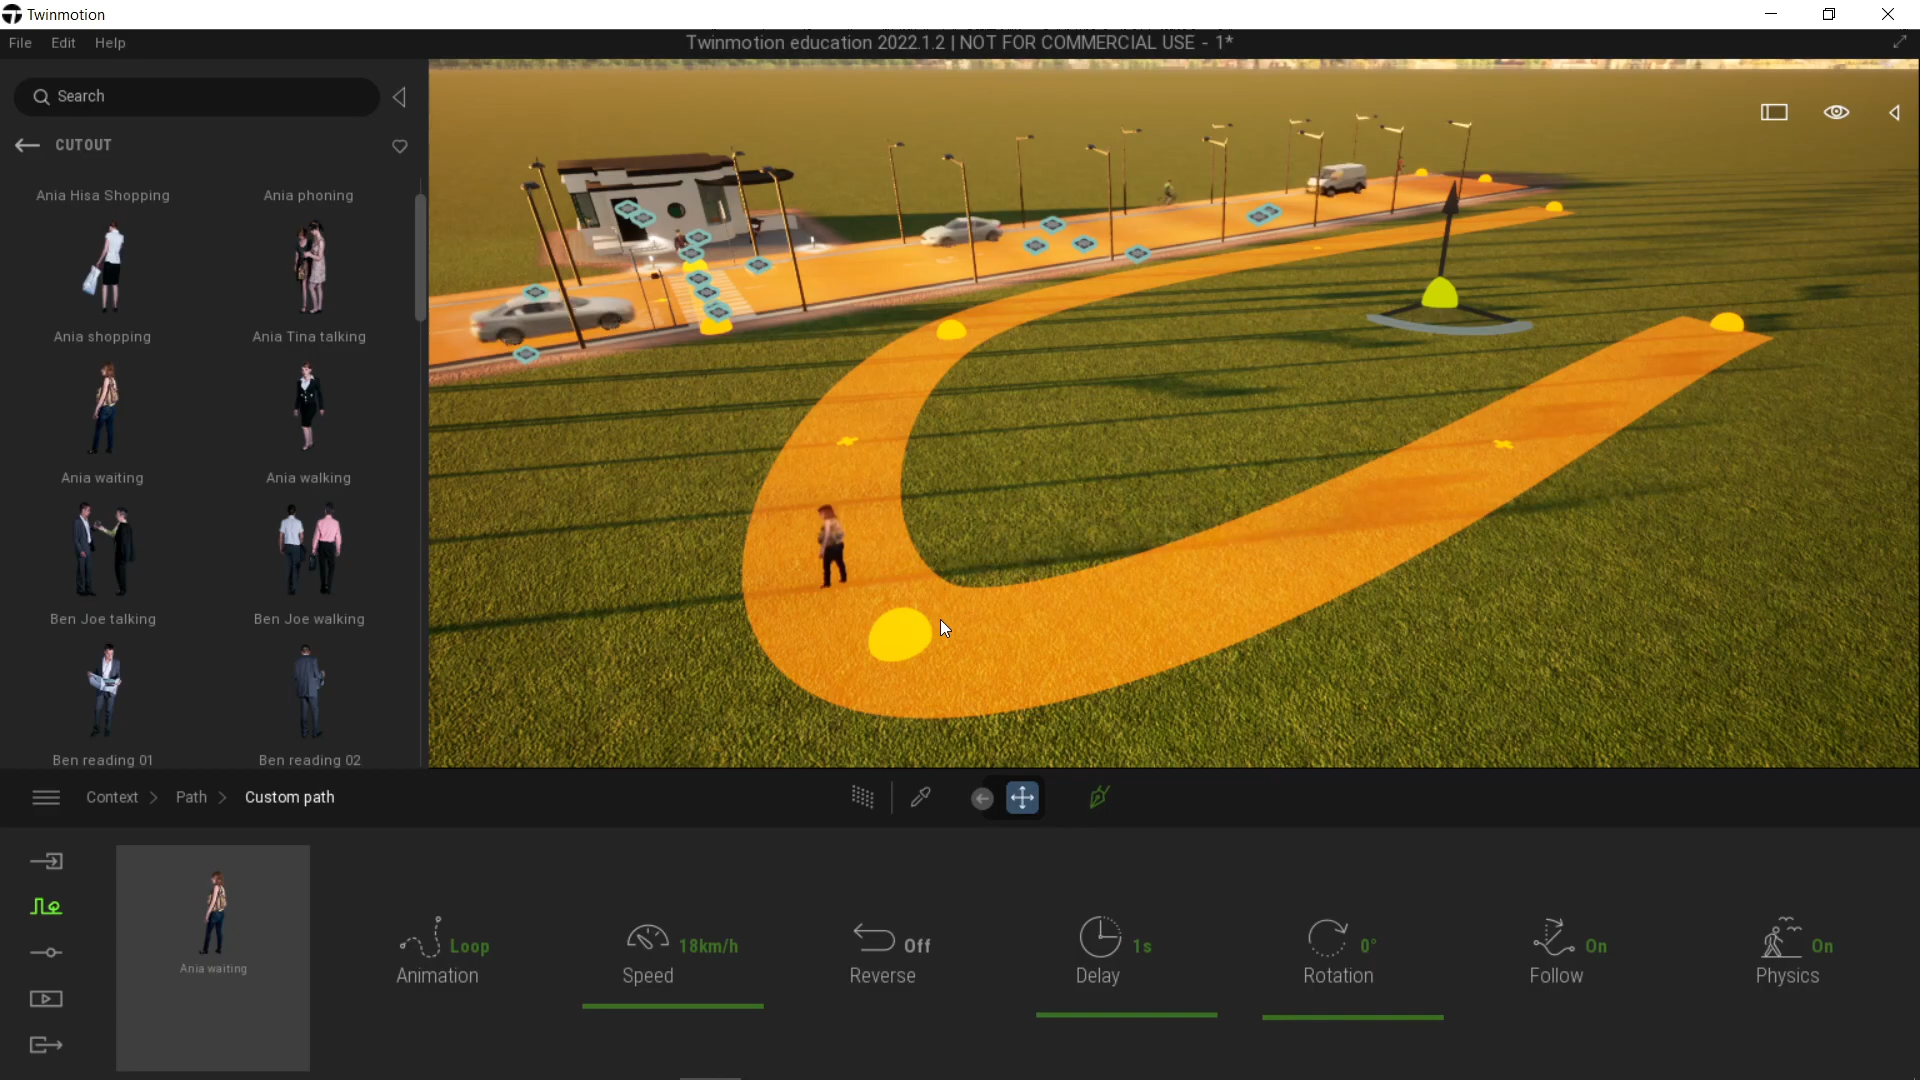 Twinmotion
File Edit Help
Twinmotion education 2022.1.2 | NOT FOR COMMERCIAL USE - 1*
Search
CUTOUT
Ania Hisa Shopping
Ania phoning
Ania shopping
Ania Tina talking
Ania waiting
Ania walking
Ben Joe talking
Ben Joe walking
Ben reading 01
Ben reading 02
Context > Path > Custom path
Ania waiting
Loop
Animation
18km/h
Speed
Off
Reverse
1s
Delay
0°
Rotation
On
Follow
On
Physics